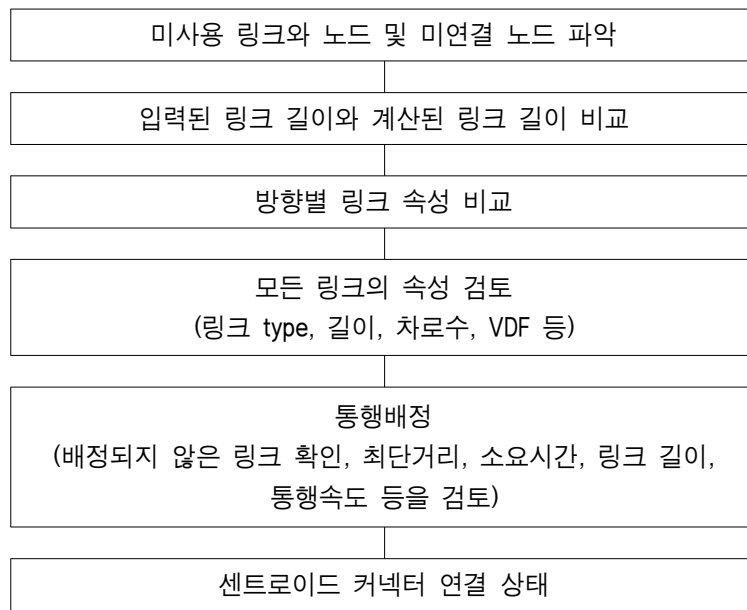 미사용 링크와 노드 및 미연결 노드 파악
입력된 링크 길이와 계산된 링크 길이 비교
방향별 링크 속성 비교
모든 링크의 속성 검토
(링크 type, 길이, 차로수, VDF 등)
통행배정
(배정되지 않은 링크 확인, 최단거리, 소요시간, 링크 길이,
통행속도 등을 검토)
센트로이드 커넥터 연결 상태